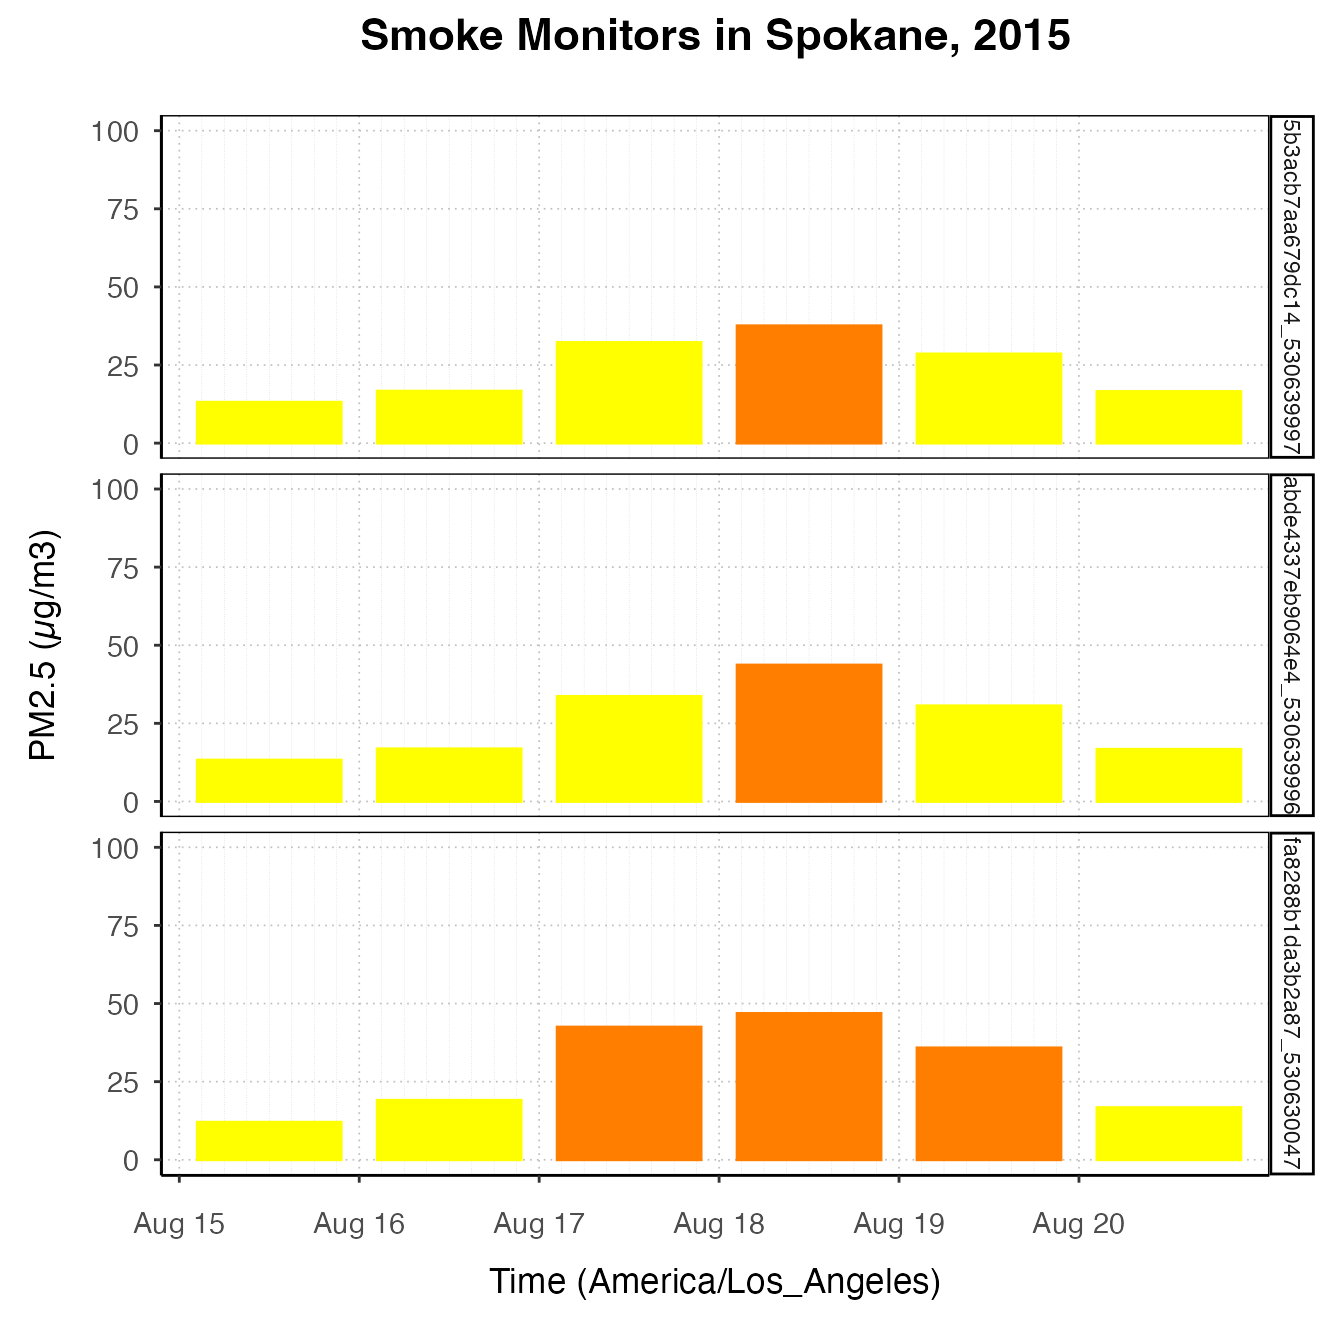 Smoke Monitors in Spokane, 2015
100
75
50
25
0
5b3acb7aa679dc14_530639997
100
75
50
25
0
abde4337eb9064e4_530639996
100
75
50
25
0
fa8288b1da3b2a87_530630047
PM2.5 (µg/m3)
Aug 15 Aug 16 Aug 17 Aug 18 Aug 19 Aug 20
Time (America/Los_Angeles)